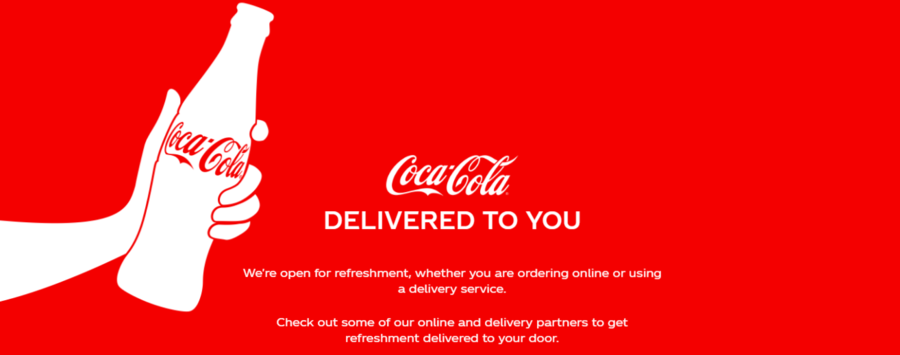 Coca-Cola
Coca-Cola
DELIVERED TO YOU
We're open for refreshment, whether you are ordering online or using
a delivery service.
Check out some of our online and delivery partners to get
refreshment delivered to your door.